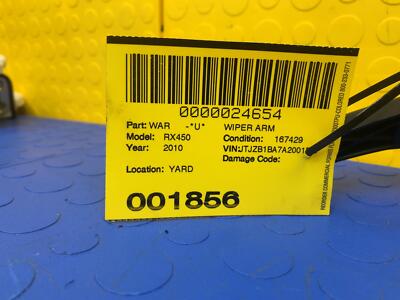 0000024654
Part: WAR -*U* WIPER ARM
Model: RX450 Condition: 167429
Year: 2010 VIN:JTJZB1BA7A2001
Damage Code:
Location: YARD
001856